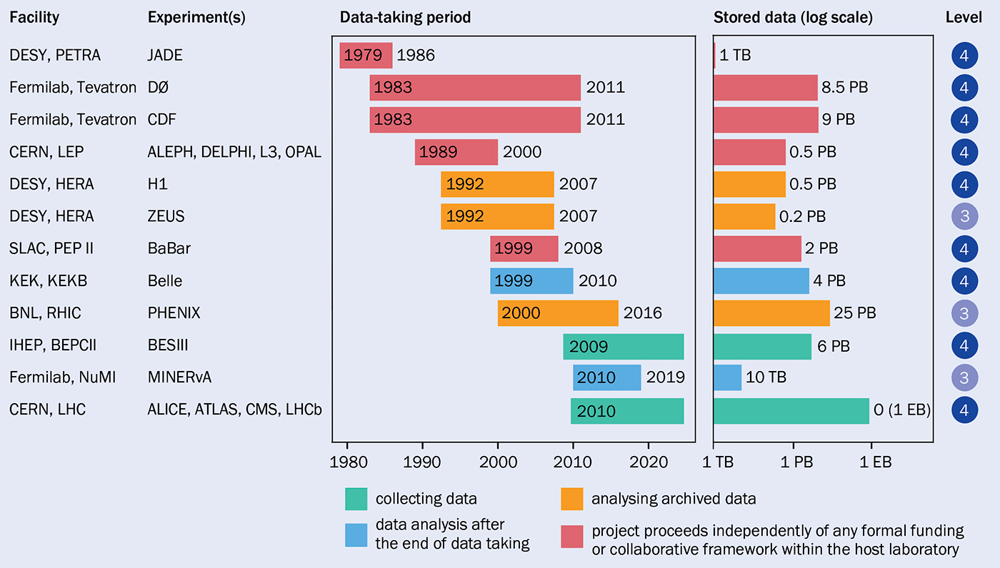 Facility Experiment(s) Data-taking period Stored data (log scale) Level
DESY, PETRA JADE 1979 1986 1 TB 4
Fermilab, Tevatron DØ 1983 2011 8.5 PB 4
Fermilab, Tevatron CDF 1983 2011 9 PB 4
CERN, LEP ALEPH, DELPHI, L3, OPAL 1989 2000 0.5 PB 4
DESY, HERA H1 1992 2007 0.5 PB 4
DESY, HERA ZEUS 1992 2007 0.2 PB 3
SLAC, PEP II BaBar 1999 2008 2 PB 4
KEK, KEKB Belle 1999 2010 4 PB 4
BNL, RHIC PHENIX 2000 2016 25 PB 3
IHEP, BEPCII BESIII 2009 6 PB 4
Fermilab, NuMI MINERvA 2010 2019 10 TB 3
CERN, LHC ALICE, ATLAS, CMS, LHCb 2010 O (1 EB) 4
1980 1990 2000 2010 2020 1 TB 1 PB 1 EB
collecting data
data analysis after
the end of data taking
analysing archived data
project proceeds independently of any formal funding
or collaborative framework within the host laboratory